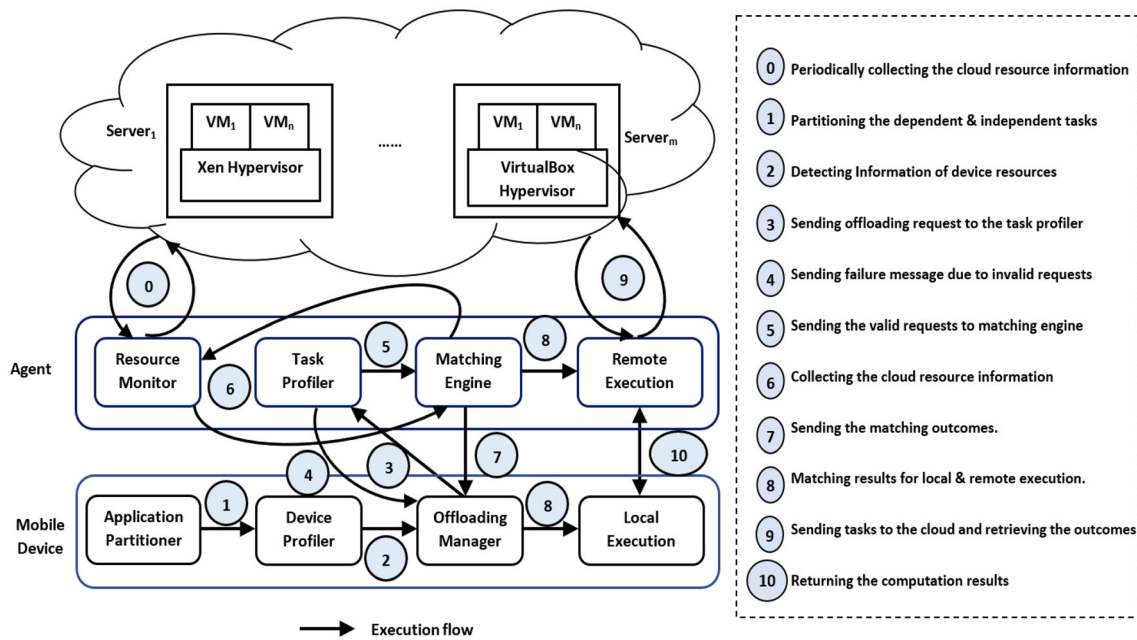 Server1
VM1
VMn
Xen Hypervisor
......
VM1
VMn
VirtualBox
Hypervisor
Serverm
0
9
Agent
Resource
Monitor
Task
Profiler
5
Matching
Engine
8
Remote
Execution
6
4
3
7
10
Mobile
Device
Application
Partitioner
1
Device
Profiler
2
Offloading
Manager
8
Local
Execution
Execution flow
0 Periodically collecting the cloud resource information
1 Partitioning the dependent & independent tasks
2 Detecting Information of device resources
3 Sending offloading request to the task profiler
4 Sending failure message due to invalid requests
5 Sending the valid requests to matching engine
6 Collecting the cloud resource information
7 Sending the matching outcomes.
8 Matching results for local & remote execution.
9 Sending tasks to the cloud and retrieving the outcomes
10 Returning the computation results